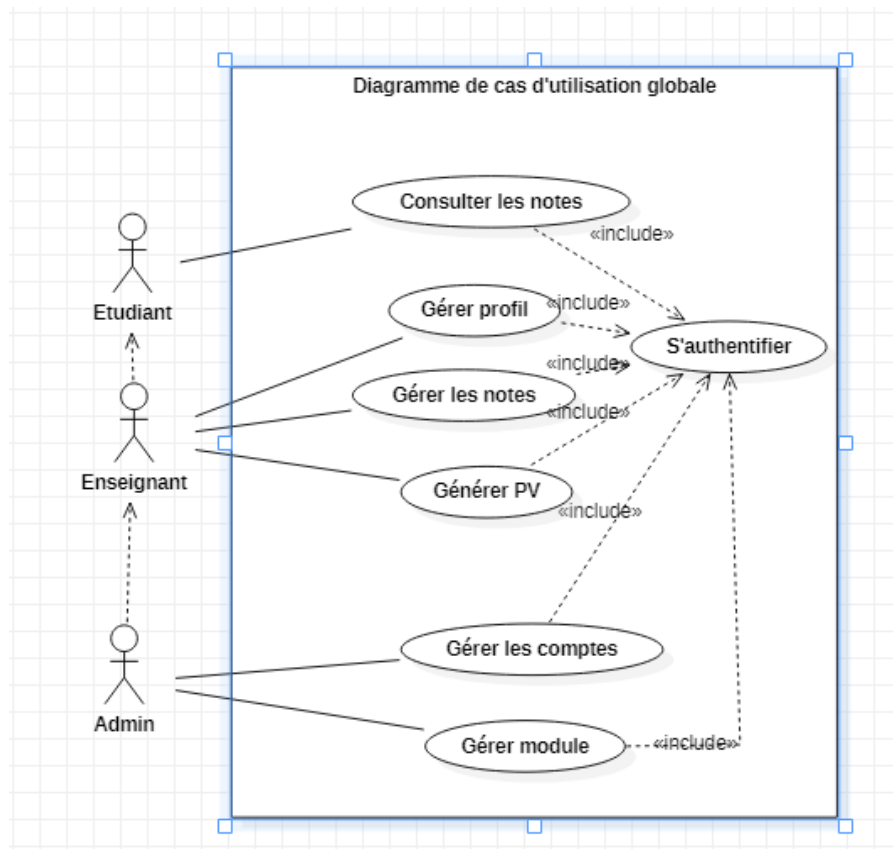 Diagramme de cas d'utilisation globale
Consulter les notes
«include»
Etudiant
Gérer profil
«include»
S'authentifier
«include»
Gérer les notes
«include»
Enseignant
Générer PV
«include»
Gérer les comptes
Admin
Gérer module
«include»